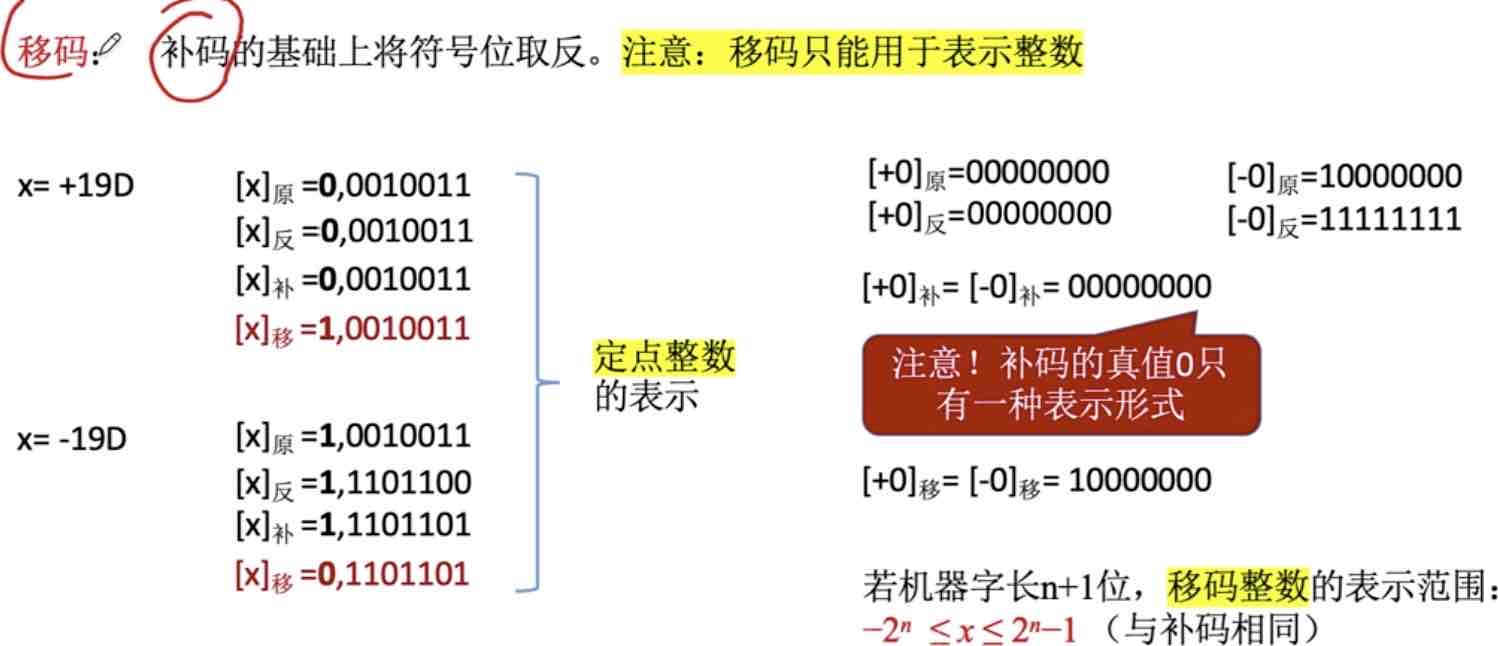 移码： 补码的基础上将符号位取反。注意：移码只能用于表示整数
x= +19D
[x]原 =0,0010011
[x]反 =0,0010011
[x]补 =0,0010011
[x]移 =1,0010011
x= -19D
[x]原 =1,0010011
[x]反 =1,1101100
[x]补 =1,1101101
[x]移 =0,1101101
定点整数
的表示
[+0]原=00000000 [-0]原=10000000
[+0]反=00000000 [-0]反=11111111
[+0]补= [-0]补= 00000000
注意！补码的真值0只
有一种表示形式
[+0]移= [-0]移= 10000000
若机器字长n+1位，移码整数的表示范围：
−2ⁿ ≤ x ≤ 2ⁿ−1 （与补码相同）